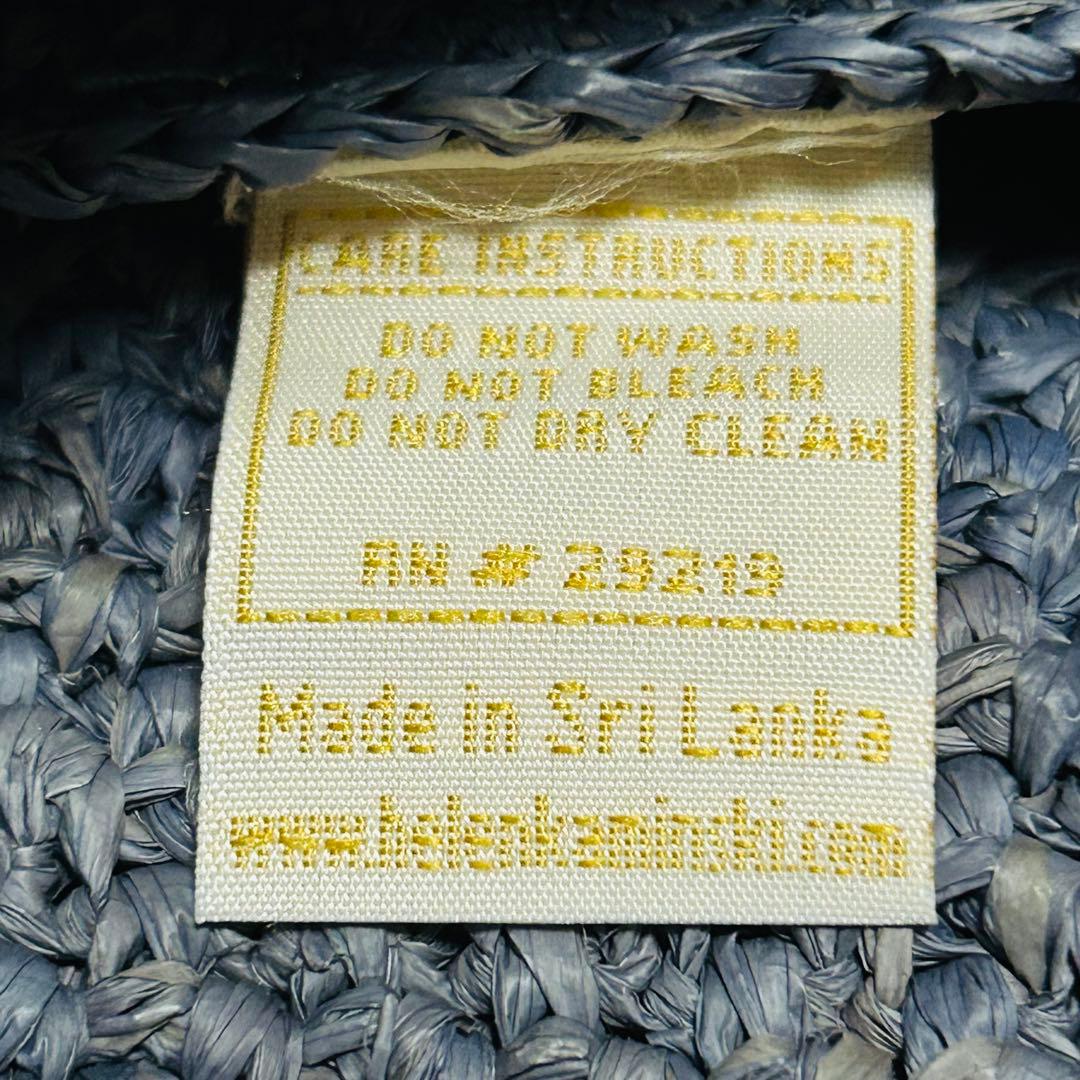 CARE INSTRUCTIONS
DO NOT WASH
DO NOT BLEACH
DO NOT DRY CLEAN
RN # 29219
Made in Sri Lanka
www.helenkaminski.com